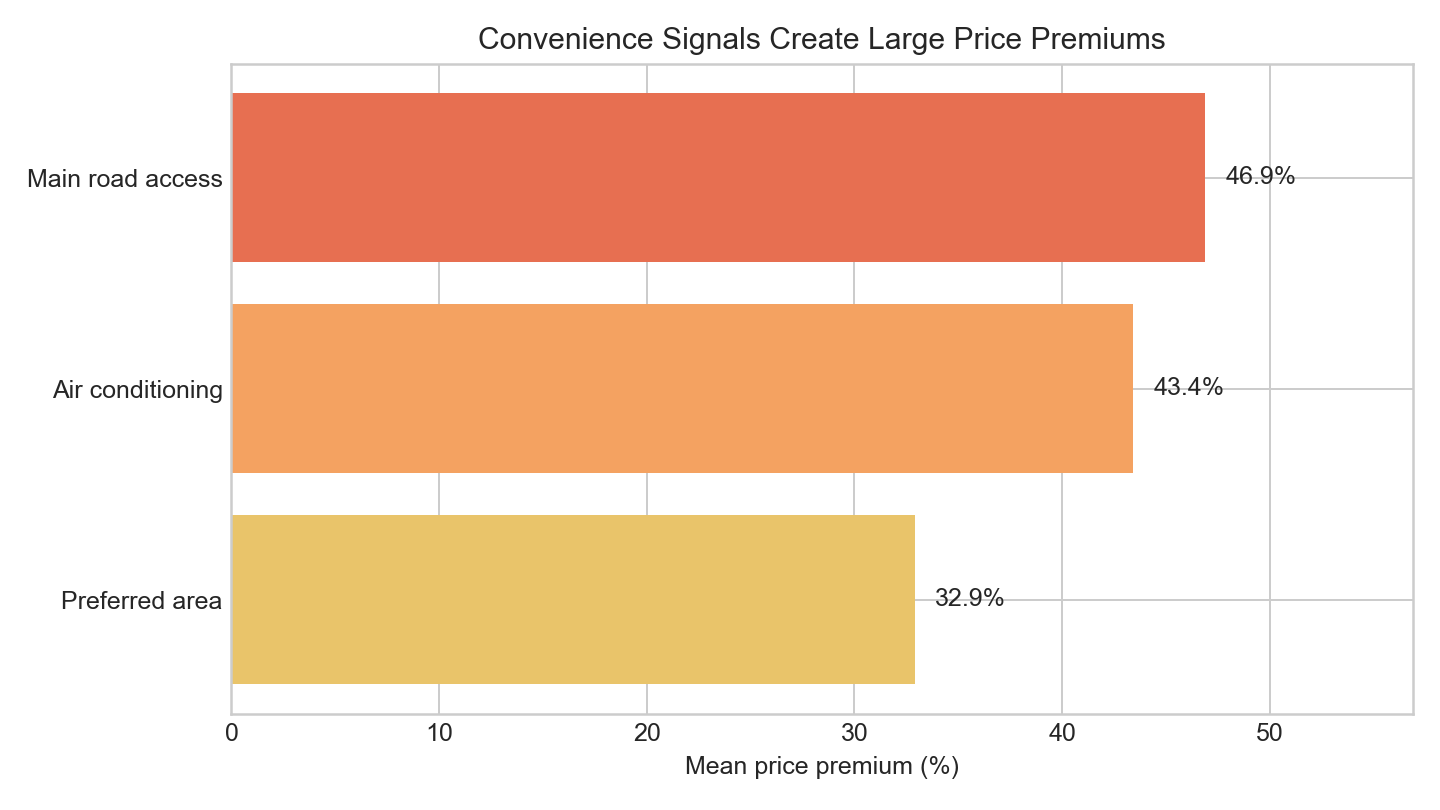 Convenience Signals Create Large Price Premiums
Main road access
46.9%
Air conditioning
43.4%
Preferred area
32.9%
0 10 20 30 40 50
Mean price premium (%)